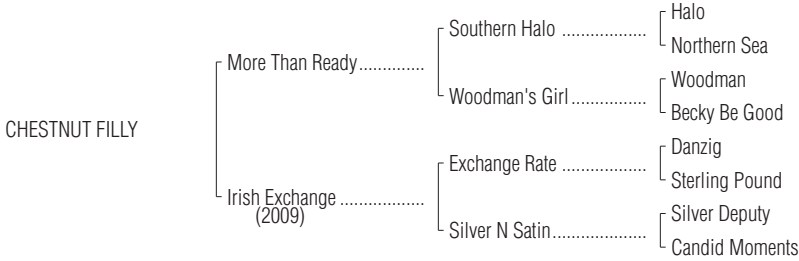 Halo
Southern Halo ...................
Northern Sea
More Than Ready..............
Woodman
Woodman's Girl.................
Becky Be Good
CHESTNUT FILLY
Danzig
Exchange Rate ...................
Sterling Pound
Irish Exchange ..................
(2009)
Silver Deputy
Silver N Satin.....................
Candid Moments